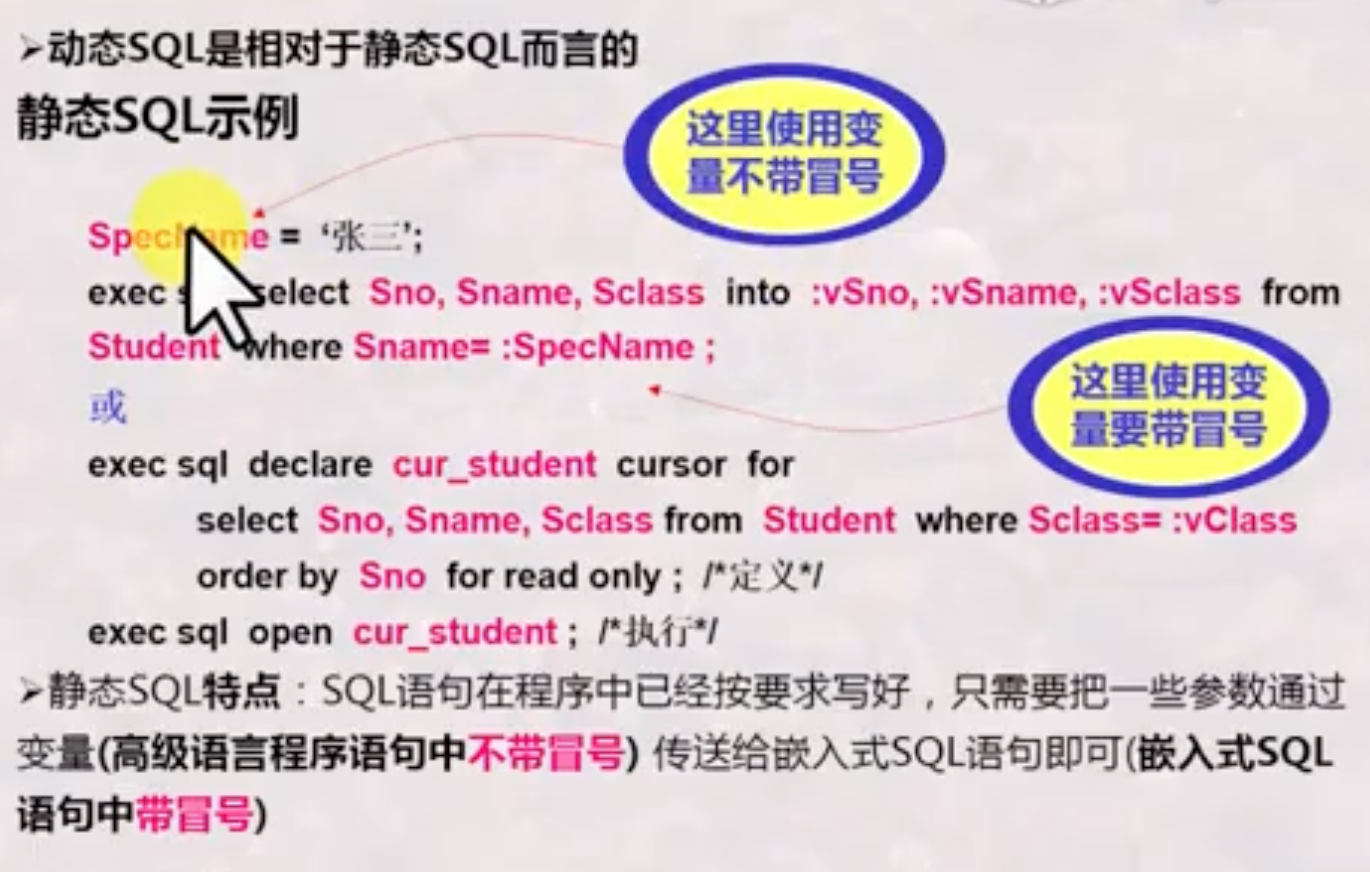 ➢动态SQL是相对于静态SQL而言的
静态SQL示例
这里使用变
量不带冒号
SpecName = ‘张三’;
exec select Sno, Sname, Sclass into :vSno, :vSname, :vSclass from
Student where Sname= :SpecName ;
这里使用变
量要带冒号
或
exec sql declare cur_student cursor for
select Sno, Sname, Sclass from Student where Sclass= :vClass
order by Sno for read only ; /*定义*/
exec sql open cur_student ; /*执行*/
➢静态SQL特点：SQL语句在程序中已经按要求写好，只需要把一些参数通过
变量(高级语言程序语句中不带冒号) 传送给嵌入式SQL语句即可(嵌入式SQL
语句中带冒号)